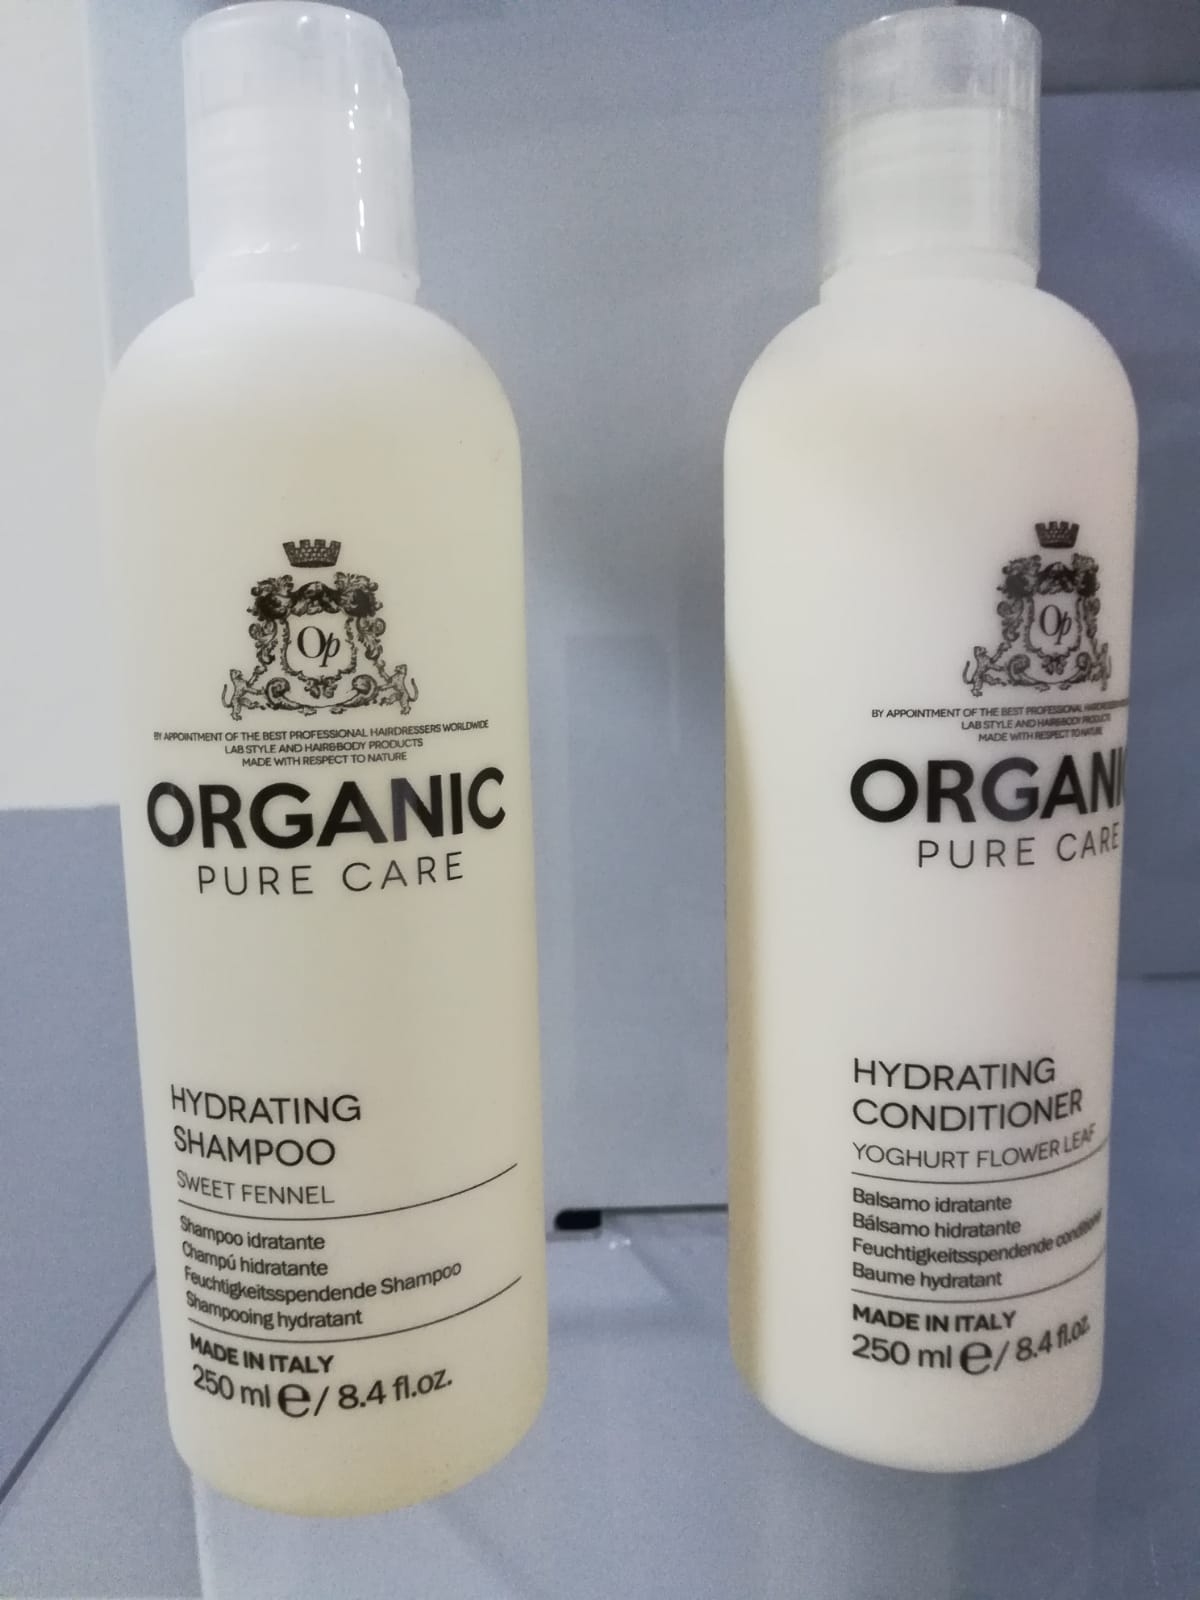 Op
BY APPOINTMENT OF THE BEST PROFESSIONAL HAIRDRESSERS WORLDWIDE
LAB STYLE AND HAIR&BODY PRODUCTS
MADE WITH RESPECT TO NATURE
ORGANIC
PURE CARE
HYDRATING
SHAMPOO
SWEET FENNEL
Shampoo idratante
Champú hidratante
Feuchtigkeitsspendende Shampoo
Shampooing hydratant
MADE IN ITALY
250 ml e / 8.4 fl.oz.
Op
BY APPOINTMENT OF THE BEST PROFESSIONAL HAIRDRESSERS
LAB STYLE AND HAIR&BODY PRODUCTS
MADE WITH RESPECT TO NATURE
ORGANIC
PURE CARE
HYDRATING
CONDITIONER
YOGHURT FLOWER LEAF
Balsamo idratante
Bálsamo hidratante
Feuchtigkeitsspendende conditioner
Baume hydratant
MADE IN ITALY
250 ml e / 8.4 fl.oz.